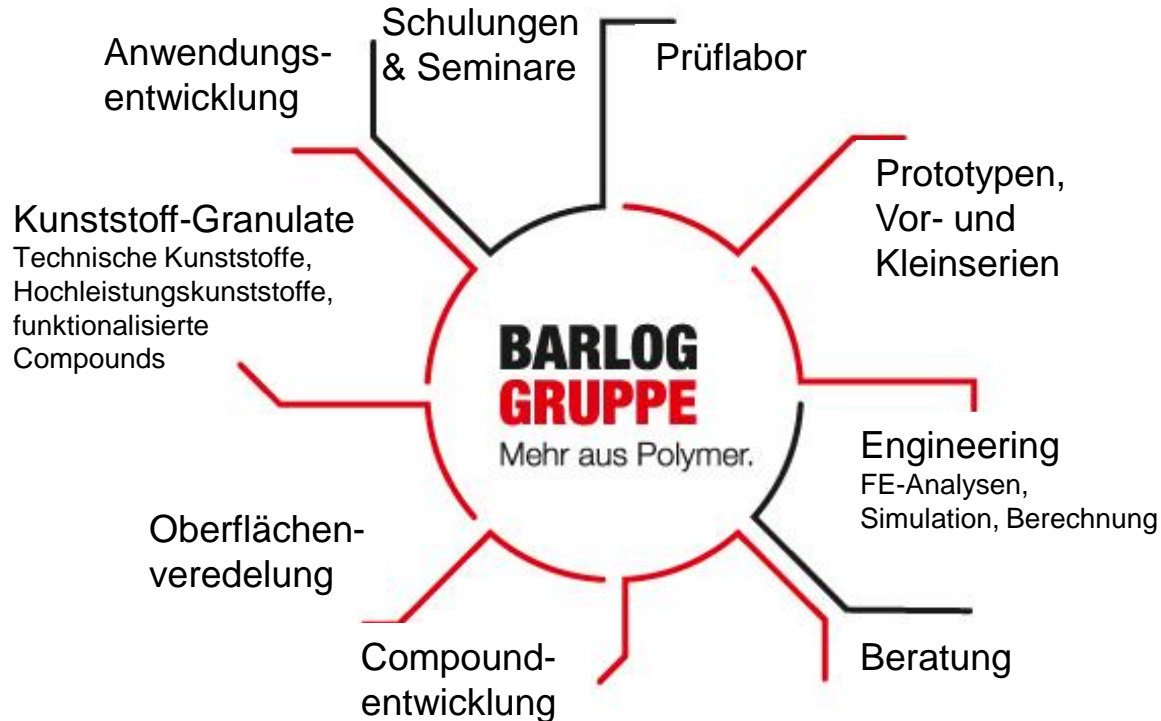 Schulungen
& Seminare
Prüflabor
Anwendungs-
entwicklung
Prototypen,
Vor- und
Kleinserien
Kunststoff-Granulate
Technische Kunststoffe,
Hochleistungskunststoffe,
funktionalisierte
Compounds
BARLOG
GRUPPE
Mehr aus Polymer.
Engineering
FE-Analysen,
Simulation, Berechnung
Oberflächen-
veredelung
Compound-
entwicklung
Beratung